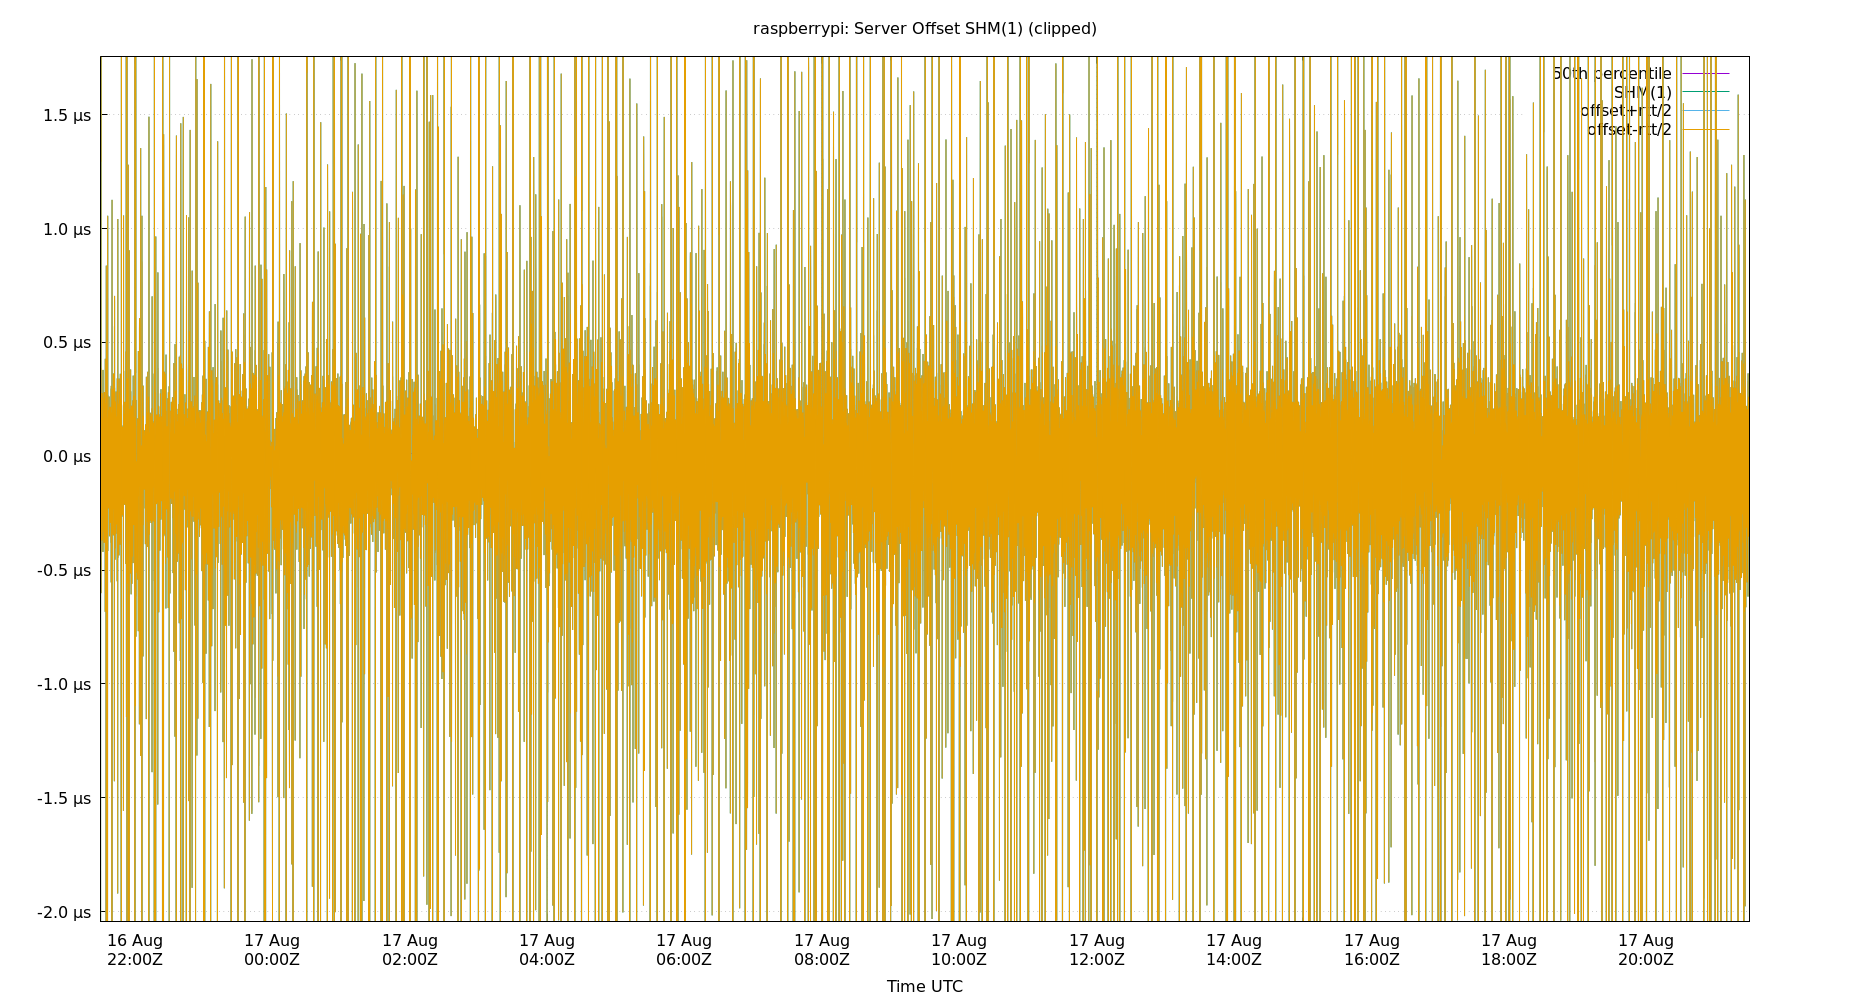 raspberrypi: Server Offset SHM(1) (clipped)
50th percentile
SHM(1)
offset+rtt/2
offset-rtt/2
1.5 µs
1.0 µs
0.5 µs
0.0 µs
-0.5 µs
-1.0 µs
-1.5 µs
-2.0 µs
16 Aug 17 Aug 17 Aug 17 Aug 17 Aug 17 Aug 17 Aug 17 Aug 17 Aug 17 Aug 17 Aug 17 Aug
22:00Z 00:00Z 02:00Z 04:00Z 06:00Z 08:00Z 10:00Z 12:00Z 14:00Z 16:00Z 18:00Z 20:00Z
Time UTC